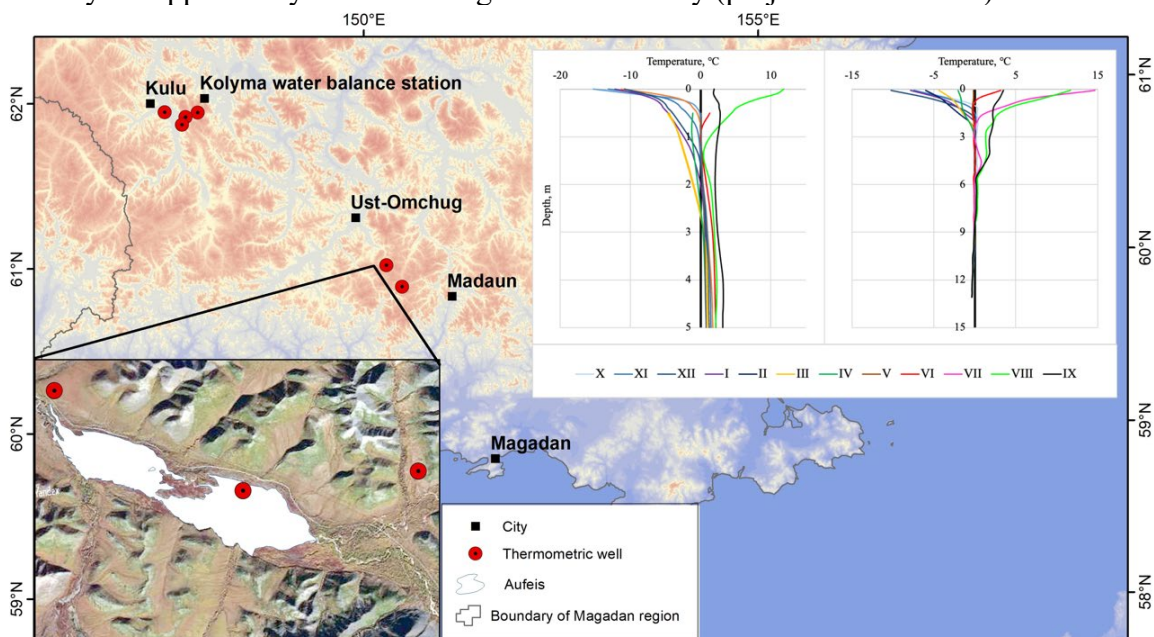 150°E 155°E
61°N
62°N
Kulu
Kolyma water balance station
Ust-Omchug
61°N
Madaun
60°N
60°N
Magadan
59°N
59°N
58°N
Temperature, °C
-20 -10 0 10
0
1
2
3
4
5
Depth, m
Temperature, °C
-15 -5 5 15
0
3
6
9
12
15
X XI XII I II III IV V VI VII VIII IX
City
Thermometric well
Aufeis
Boundary of Magadan region